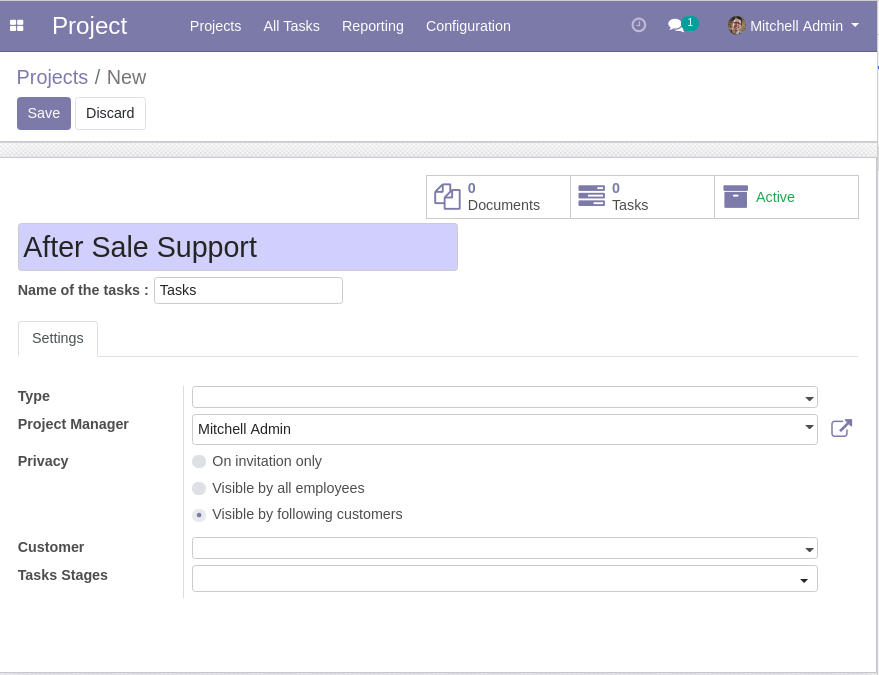 Project Projects All Tasks Reporting Configuration 1 Mitchell Admin
Projects / New
Save Discard
0 Documents 0 Tasks Active
After Sale Support
Name of the tasks : Tasks
Settings
Type
Project Manager Mitchell Admin
Privacy On invitation only
Visible by all employees
Visible by following customers
Customer
Tasks Stages